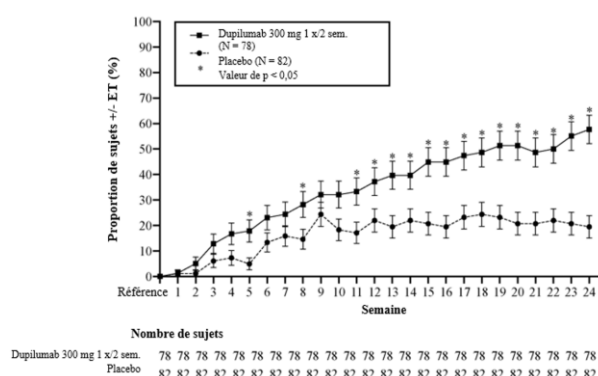 100
90
80
70
60
50
40
30
20
10
0
Proportion de sujets +/- ET (%)
Dupilumab 300 mg 1 x/2 sem.
(N = 78)
Placebo (N = 82)
* Valeur de p < 0,05
* * * * * * * * * * * * * * * *
Référence 1 2 3 4 5 6 7 8 9 10 11 12 13 14 15 16 17 18 19 20 21 22 23 24
Semaine
Nombre de sujets
Dupilumab 300 mg 1 x/2 sem. 78 78 78 78 78 78 78 78 78 78 78 78 78 78 78 78 78 78 78 78 78 78 78 78 78
Placebo 82 82 82 82 82 82 82 82 82 82 82 82 82 82 82 82 82 82 82 82 82 82 82 82 82